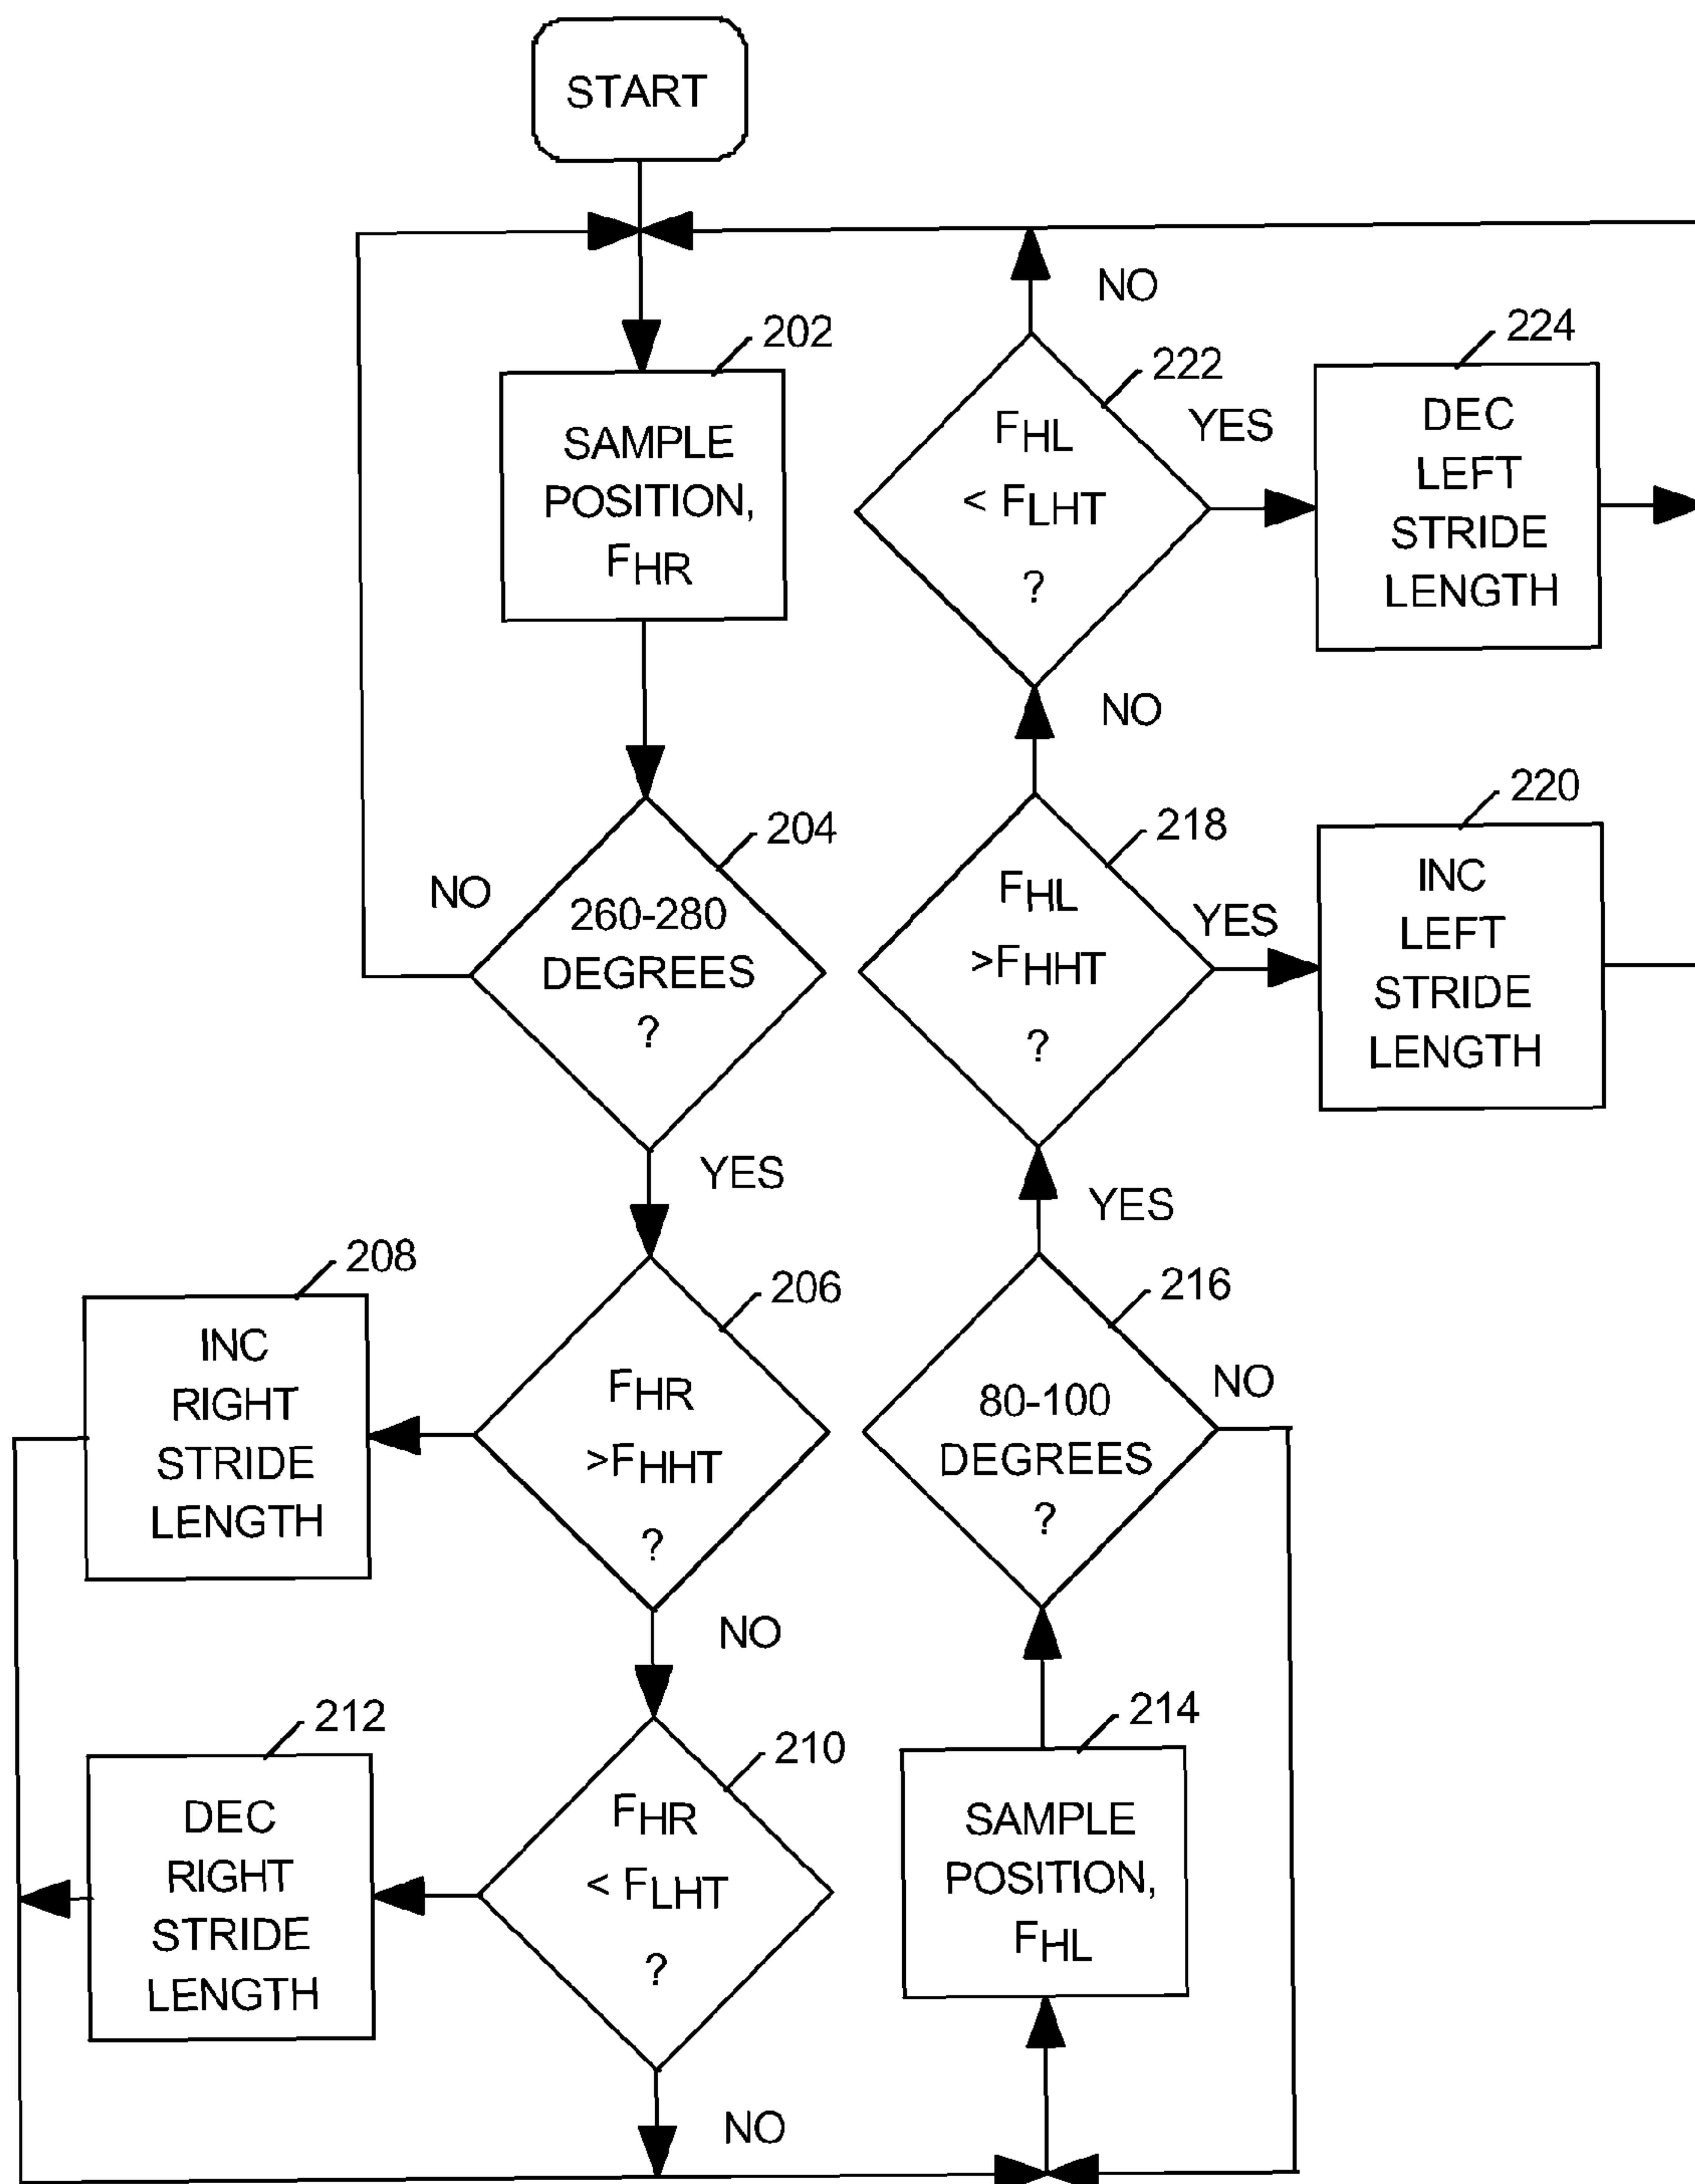 START
202
SAMPLE
POSITION,
FHR
204
NO
260-280
DEGREES
?
YES
206
FHR
>FHHT
?
208
INC
RIGHT
STRIDE
LENGTH
NO
210
FHR
< FLHT
?
212
DEC
RIGHT
STRIDE
LENGTH
NO
214
SAMPLE
POSITION,
FHL
216
80-100
DEGREES
?
NO
YES
218
FHL
>FHHT
?
YES
220
INC
LEFT
STRIDE
LENGTH
NO
222
FHL
< FLHT
?
YES
224
DEC
LEFT
STRIDE
LENGTH
NO